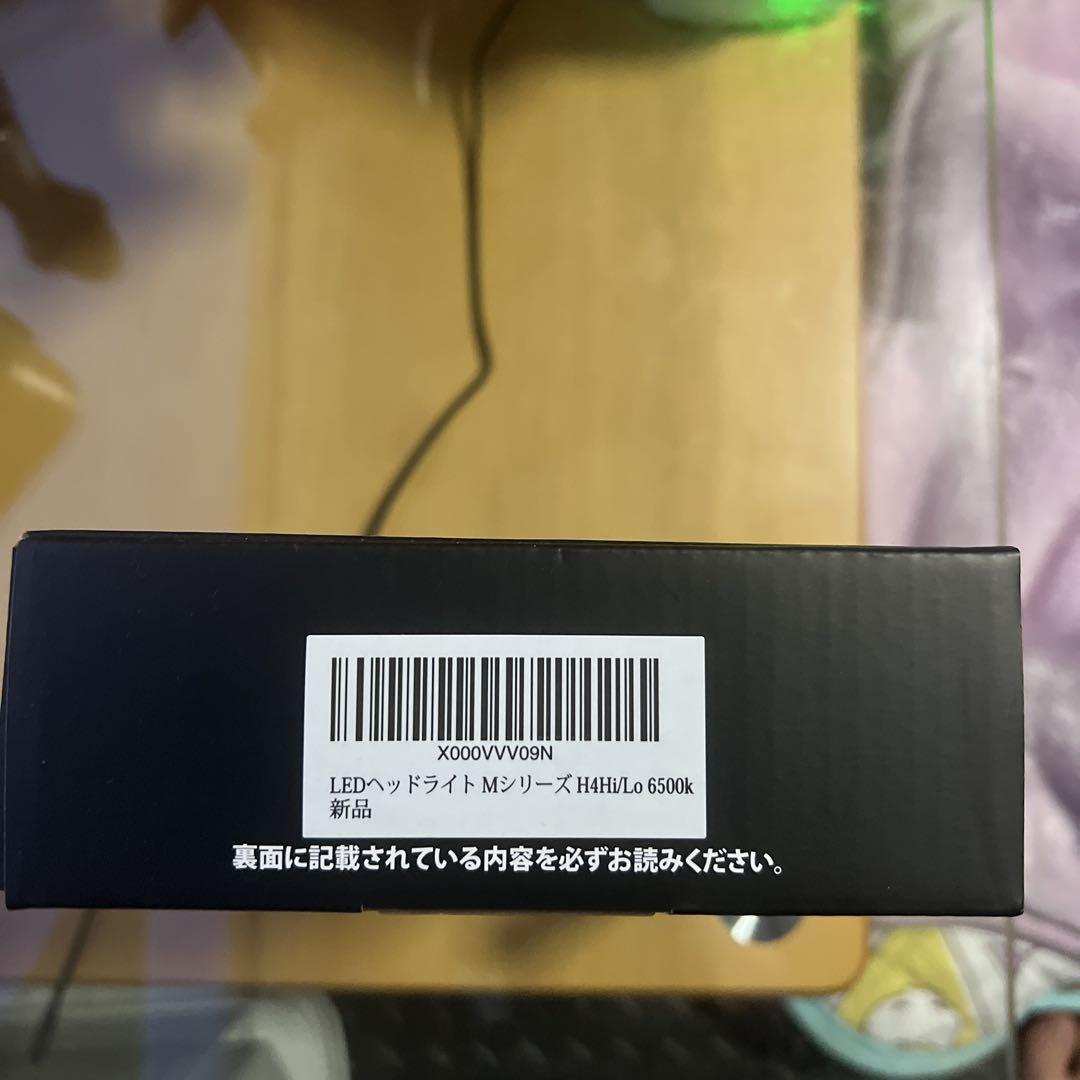 X000VVV09N
LEDヘッドライト Mシリーズ H4Hi/Lo 6500k
新品
裏面に記載されている内容を必ずお読みください。